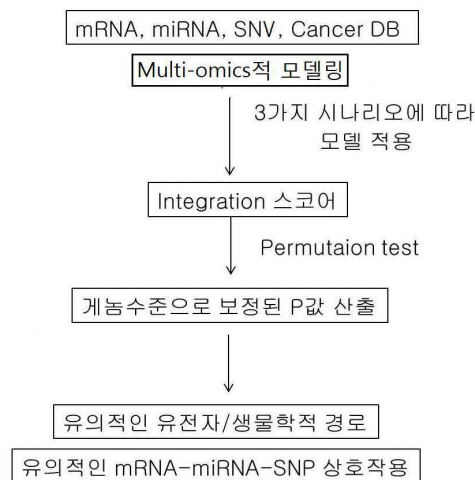 mRNA, miRNA, SNV, Cancer DB
Multi-omics적 모델링
3가지 시나리오에 따라
모델 적용
Integration 스코어
Permutaion test
게놈수준으로 보정된 P값 산출
유의적인 유전자/생물학적 경로
유의적인 mRNA-miRNA-SNP 상호작용